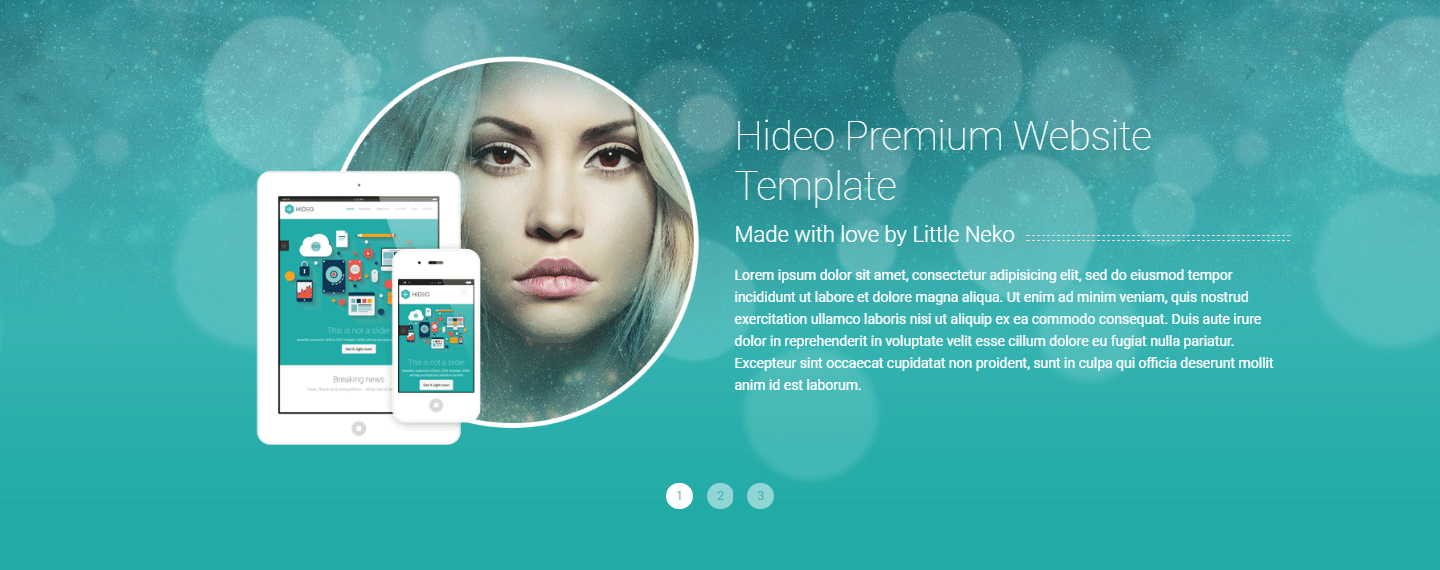 Hideo Premium Website
Template
Made with love by Little Neko
Lorem ipsum dolor sit amet, consectetur adipisicing elit, sed do eiusmod tempor
incididunt ut labore et dolore magna aliqua. Ut enim ad minim veniam, quis nostrud
exercitation ullamco laboris nisi ut aliquip ex ea commodo consequat. Duis aute irure
dolor in reprehenderit in voluptate velit esse cillum dolore eu fugiat nulla pariatur.
Excepteur sint occaecat cupidatat non proident, sunt in culpa qui officia deserunt mollit
anim id est laborum.
HIDEO
This is not a slider
Get it right now!
Breaking news
HIDEO
This is not a slider
Get it right now!
1 2 3